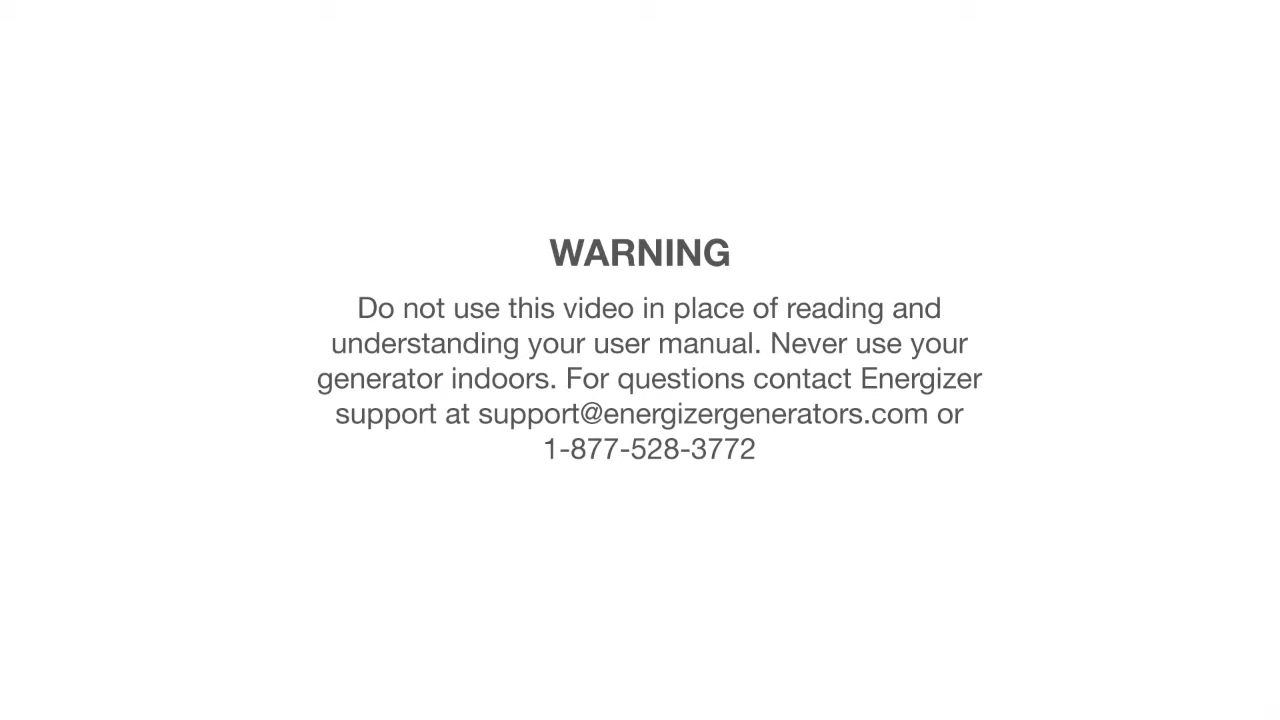 WARNING
Do not use this video in place of reading and
understanding your user manual. Never use your
generator indoors. For questions contact Energizer
support at support@energizergenerators.com or
1-877-528-3772